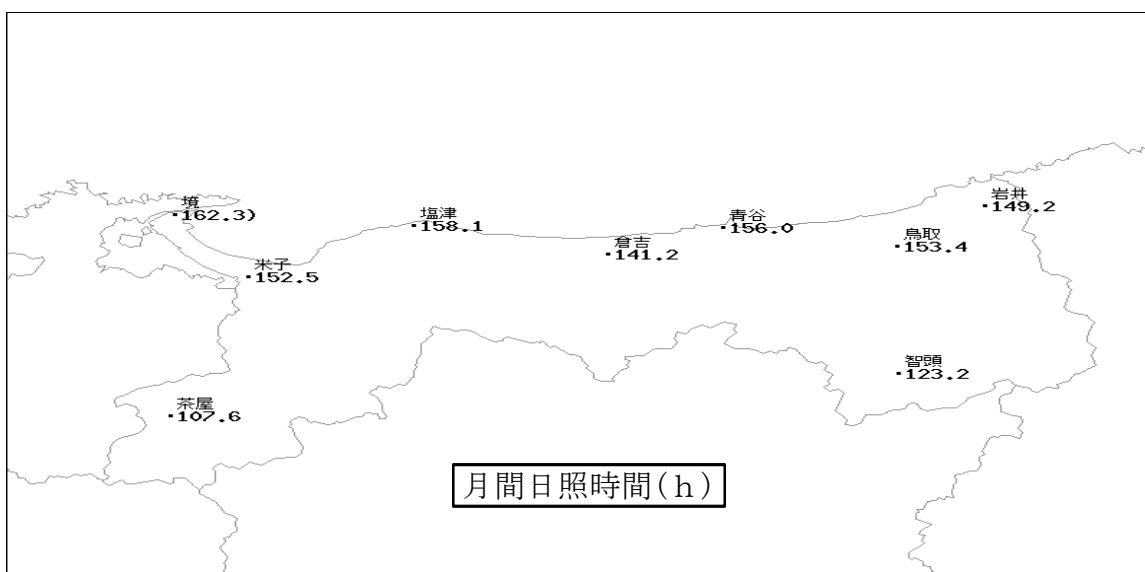 境
・162.3)
塩津
・158.1
青谷
・156.0
岩井
・149.2
倉吉
・141.2
鳥取
・153.4
米子
・152.5
智頭
・123.2
茶屋
・107.6
月間日照時間(h)